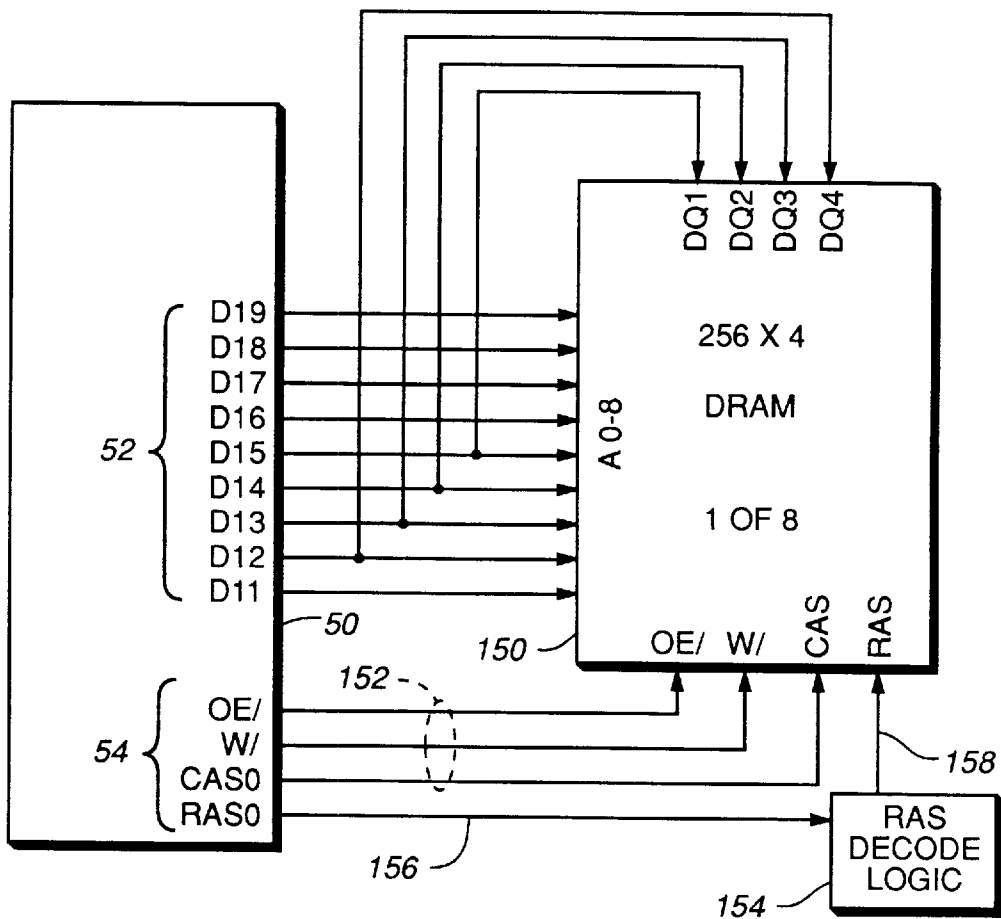 DQ1
DQ2
DQ3
DQ4
D19
D18
D17
D16
D15
D14
D13
D12
D11
52
A 0-8
256 X 4
DRAM
1 OF 8
50
150
OE/
W/
CAS
RAS
152
54
OE/
W/
CAS0
RAS0
156
158
RAS
DECODE
LOGIC
154